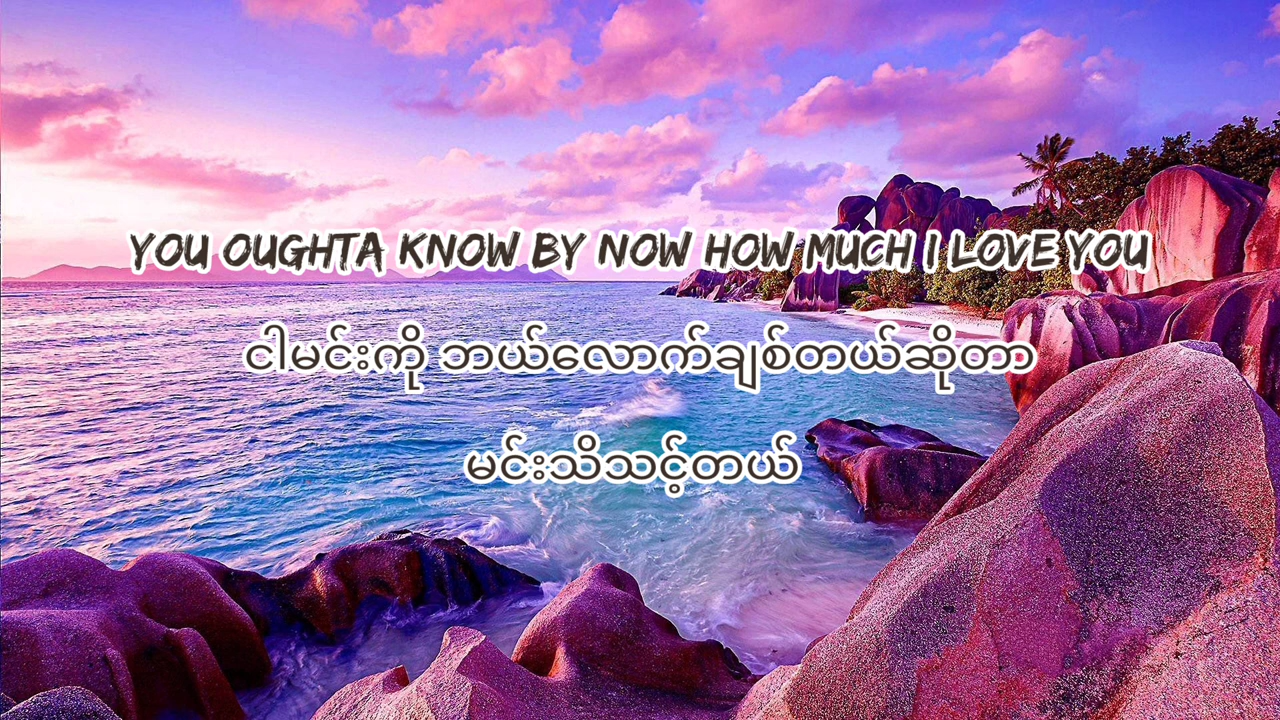 YOU OUGHTA KNOW BY NOW HOW MUCH I LOVE YOU
ငါမင်းကို ဘယ်လောက်ချစ်တယ်ဆိုတာ
မင်းသိသင့်တယ်